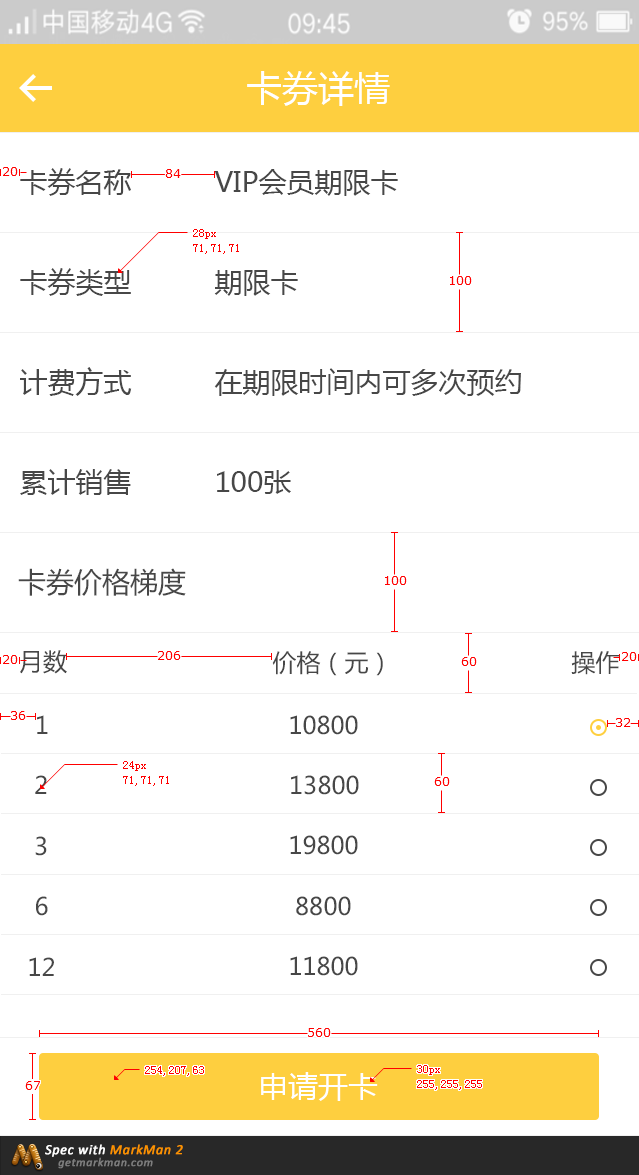 中国移动4G 09:45 95%
卡券详情
20 卡券名称 84 VIP会员期限卡
28px
71,71,71
卡券类型 期限卡 100
计费方式 在期限时间内可多次预约
累计销售 100张
卡券价格梯度 100
20 月数 206 价格（元） 60 操作 20
36 1 10800 32
24px
71,71,71
2 13800 60
3 19800
6 8800
12 11800
560
67 254,207,63 申请开卡 30px
255,255,255
Spec with MarkMan 2
getmarkman.com